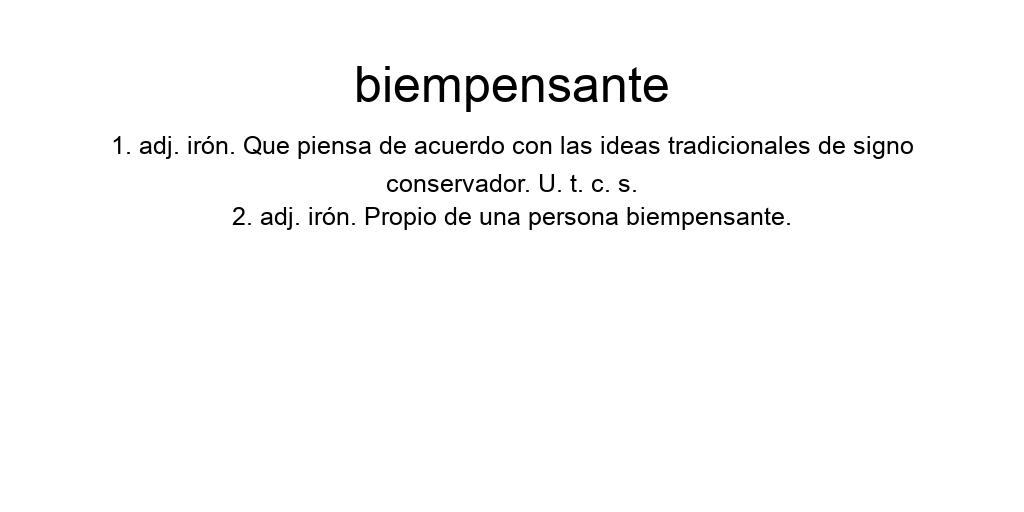 biempensante
1. adj. irón. Que piensa de acuerdo con las ideas tradicionales de signo
conservador. U. t. c. s.
2. adj. irón. Propio de una persona biempensante.